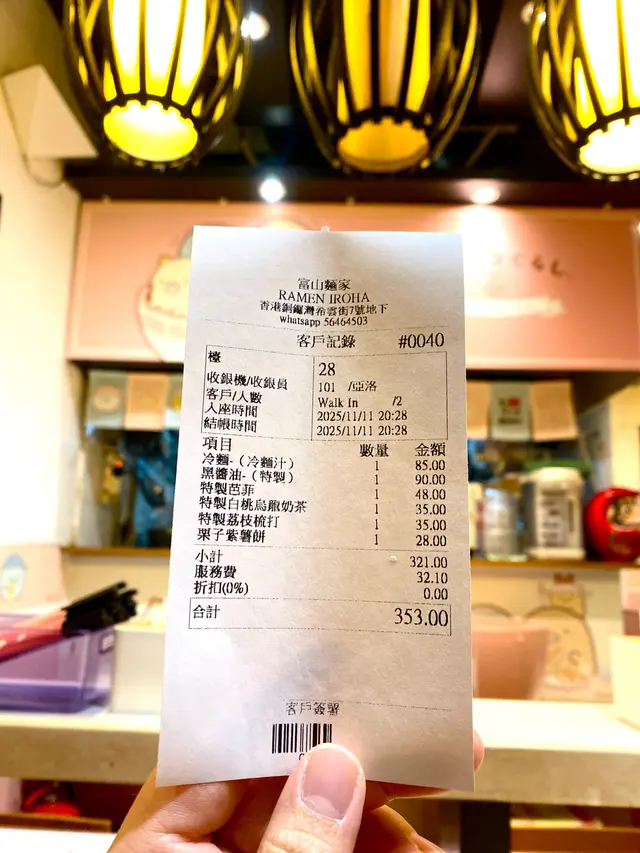 富山麵家
RAMEN IROHA
香港銅鑼灣希雲街7號地下
whatsapp 56464503
客戶記錄 #0040
檯 28
收銀機/收銀員 101 /亞洛
客戶/人數 Walk In /2
入座時間 2025/11/11 20:28
結帳時間 2025/11/11 20:28
項目 數量 金額
冷麵-（冷麵汁） 1 85.00
黑醬油-（特製） 1 90.00
特製芭菲 1 48.00
特製白桃烏龍奶茶 1 35.00
特製荔枝梳打 1 35.00
栗子紫薯餅 1 28.00
小計 321.00
服務費 32.10
折扣(0%) 0.00
合計 353.00